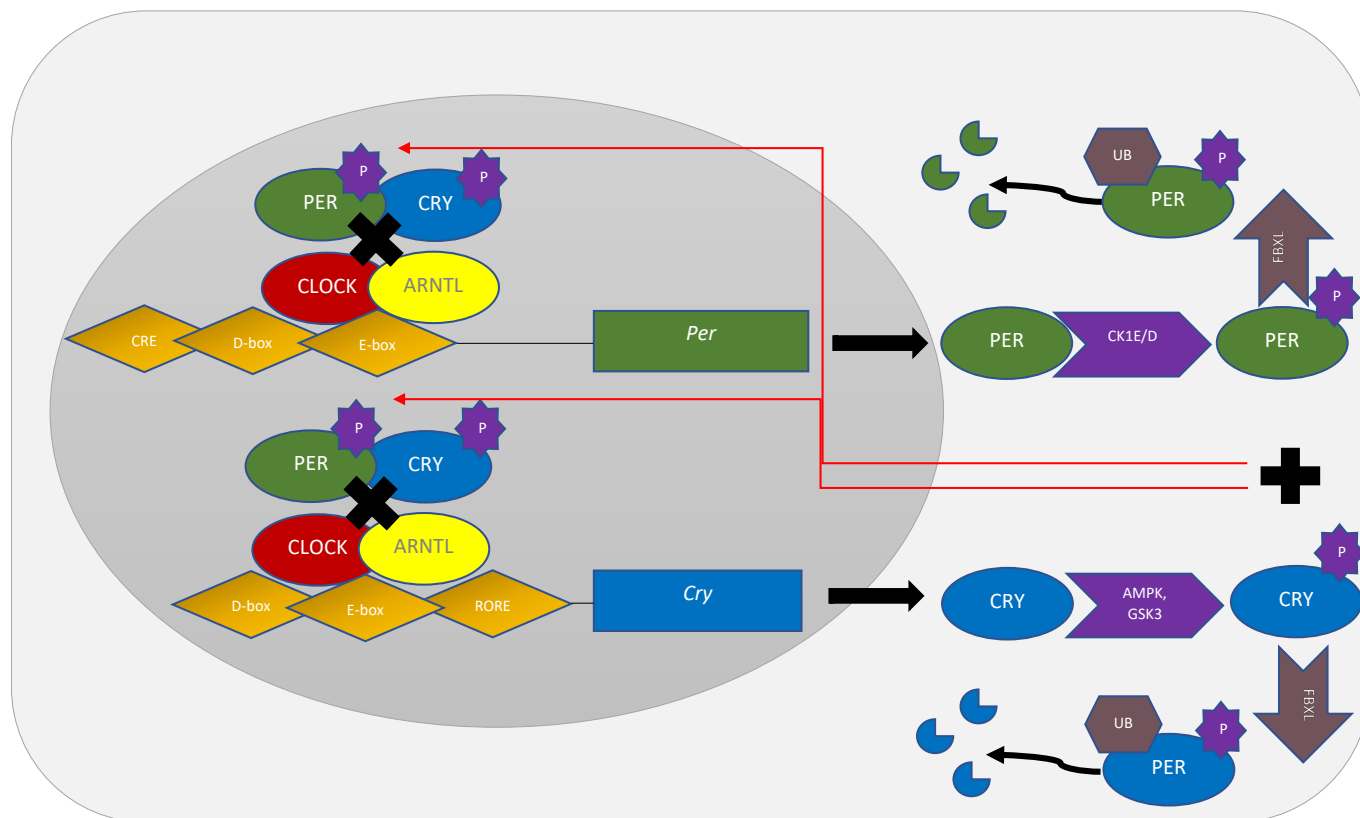 P
P
PER
CRY
CLOCK
ARNTL
CRE
D-box
E-box
Per
P
P
PER
CRY
CLOCK
ARNTL
D-box
E-box
RORE
Cry
UB
P
PER
FBXL
P
PER
CK1E/D
PER
P
CRY
AMPK,
GSK3
CRY
FBXL
UB
P
PER